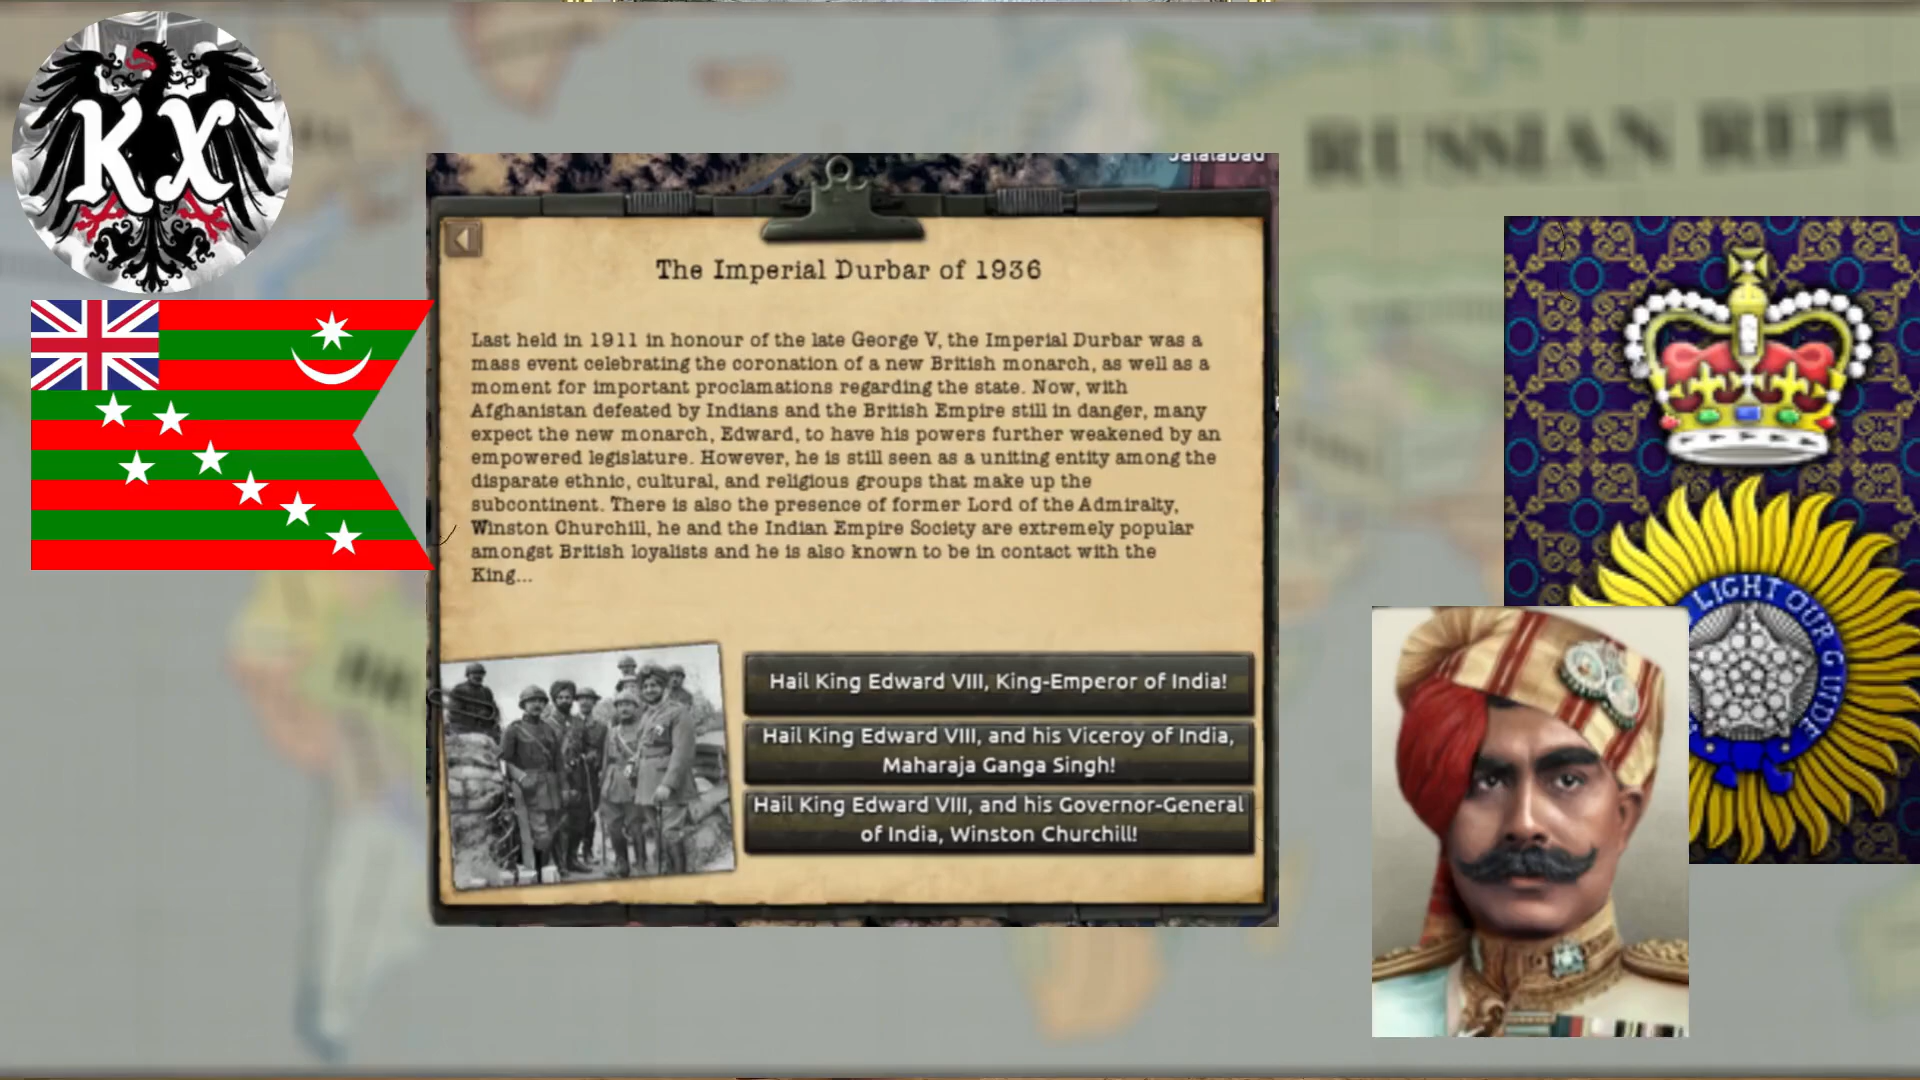 KX
RUSSIAN REPU
Jalalabad
The Imperial Durbar of 1936
Last held in 1911 in honour of the late George V, the Imperial Durbar was a
mass event celebrating the coronation of a new British monarch, as well as a
moment for important proclamations regarding the state. Now, with
Afghanistan defeated by Indians and the British Empire still in danger, many
expect the new monarch, Edward, to have his powers further weakened by an
empowered legislature. However, he is still seen as a uniting entity among the
disparate ethnic, cultural, and religious groups that make up the
subcontinent. There is also the presence of former Lord of the Admiralty,
Winston Churchill, he and the Indian Empire Society are extremely popular
amongst British loyalists and he is also known to be in contact with the
King...
Hail King Edward VIII, King-Emperor of India!
Hail King Edward VIII, and his Viceroy of India,
Maharaja Ganga Singh!
Hail King Edward VIII, and his Governor-General
of India, Winston Churchill!
LIGHT OUR GUIDE